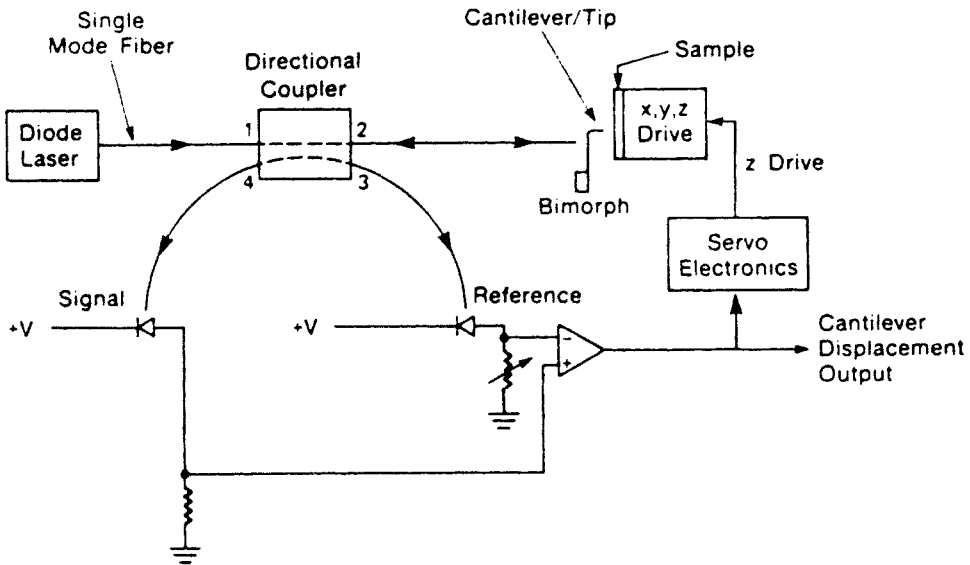 Single
Mode Fiber
Directional
Coupler
Cantilever/Tip
Sample
Diode
Laser
1
2
4
3
x,y,z
Drive
z Drive
Bimorph
Servo
Electronics
Signal
+V
Reference
+V
−
+
Cantilever
Displacement
Output